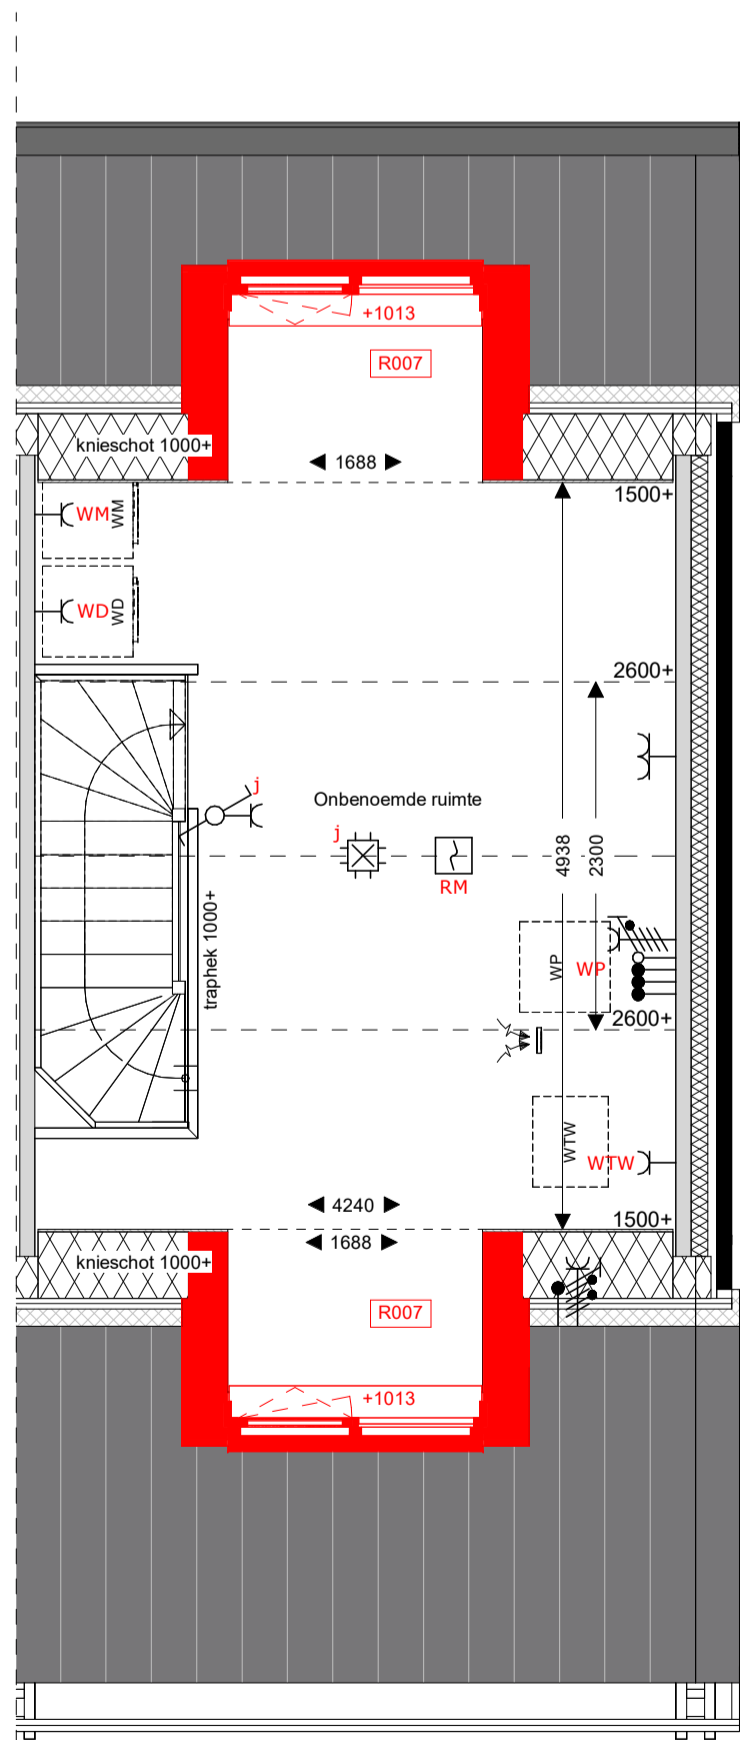 +1013
R007
knieschot 1000+
1688
1500+
WM
WM
WD
WD
2600+
j
Onbenoemde ruimte
j
RM
4938
2300
traphek 1000+
WP
WP
2600+
WTW
WTW
4240
1500+
1688
knieschot 1000+
R007
+1013